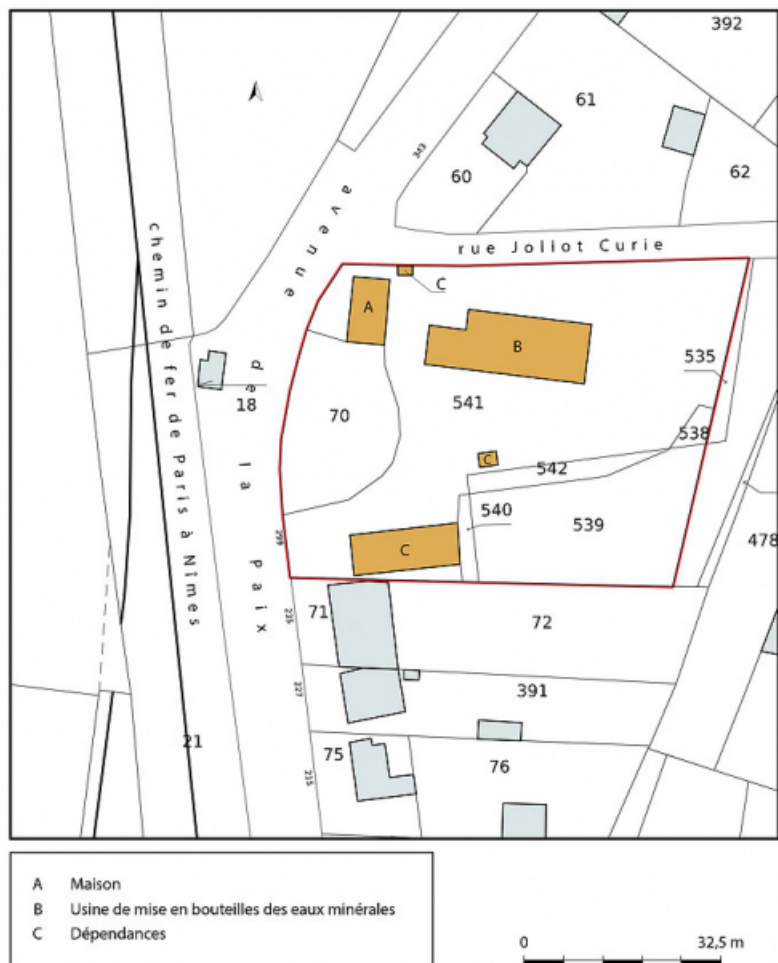 392
61
343
60
62
avenue de la Paix
rue Joliot Curie
chemin de fer de Paris à Nîmes
C
A
B
535
18
70
541
538
C
542
540
539
299
C
478
71
72
235
391
227
21
75
76
215
A Maison
B Usine de mise en bouteilles des eaux minérales
C Dépendances
0 32,5 m